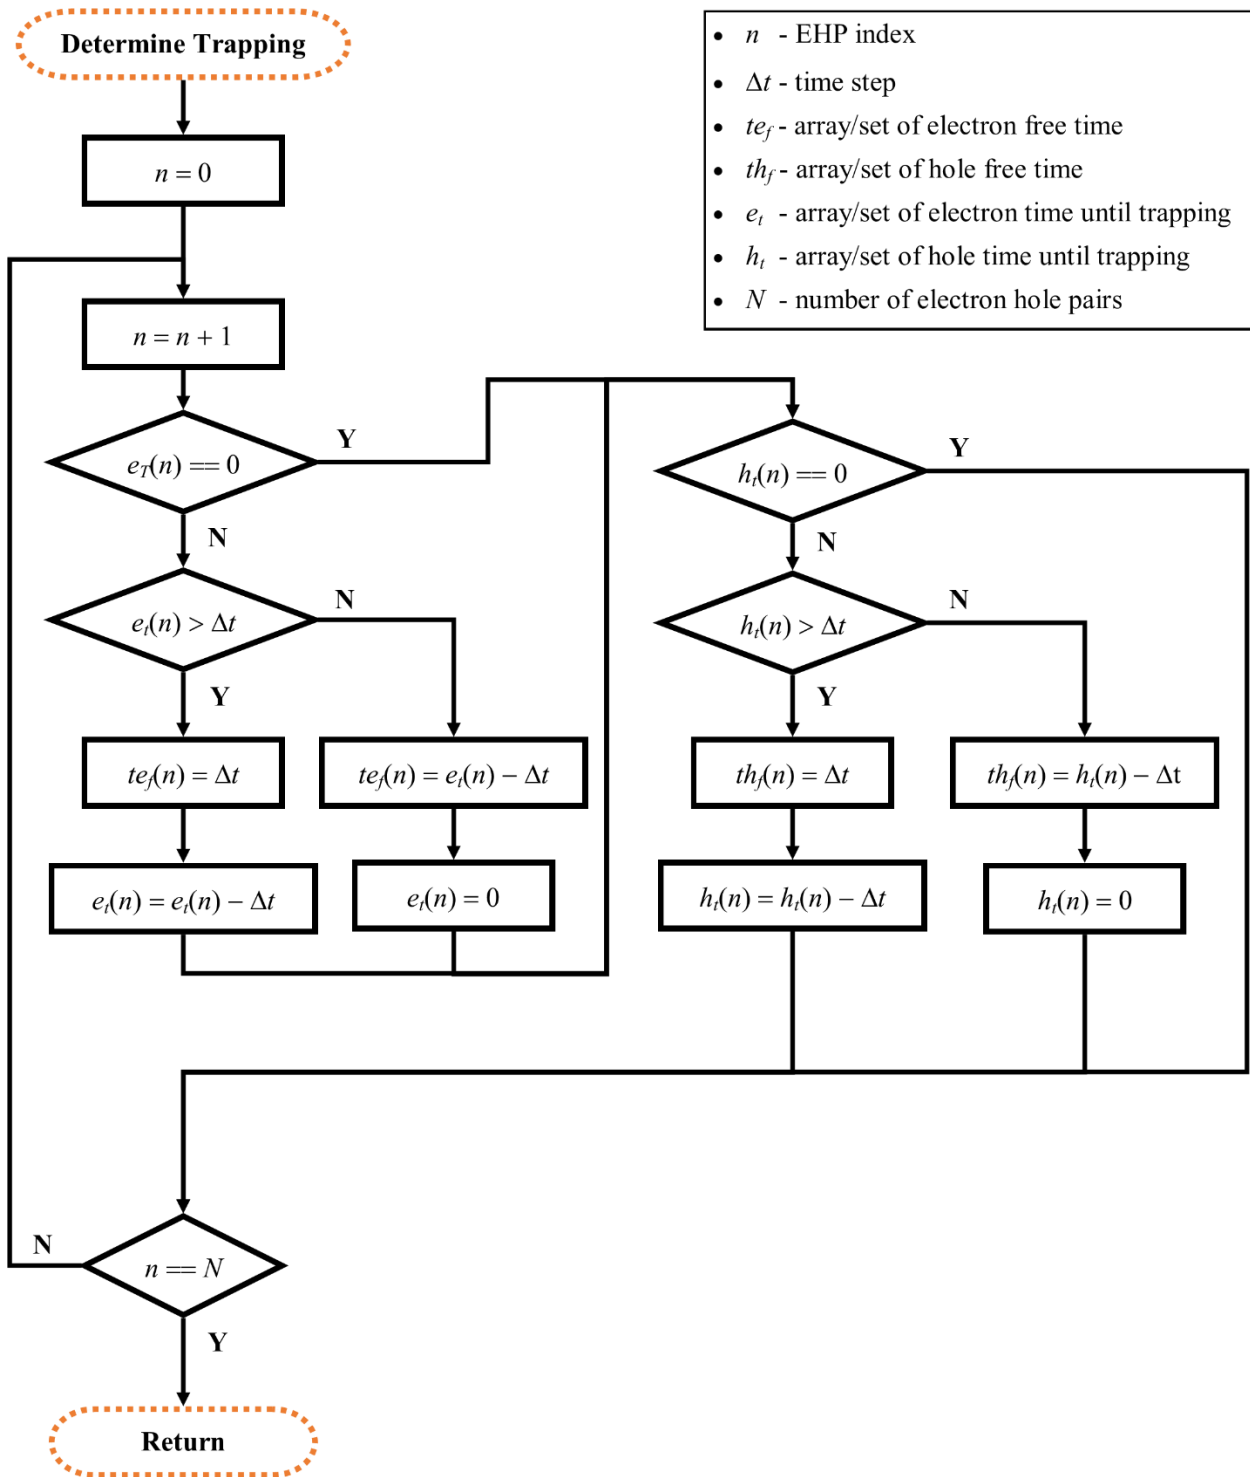 Determine Trapping
n = 0
n = n + 1
e_T(n) == 0
Y
N
e_t(n) > Δt
N
Y
te_f(n) = Δt
te_f(n) = e_t(n) − Δt
e_t(n) = e_t(n) − Δt
e_t(n) = 0
• n - EHP index
• Δt - time step
• te_f - array/set of electron free time
• th_f - array/set of hole free time
• e_t - array/set of electron time until trapping
• h_t - array/set of hole time until trapping
• N - number of electron hole pairs
h_t(n) == 0
Y
N
h_t(n) > Δt
N
Y
th_f(n) = Δt
th_f(n) = h_t(n) − Δt
h_t(n) = h_t(n) − Δt
h_t(n) = 0
N
n == N
Y
Return